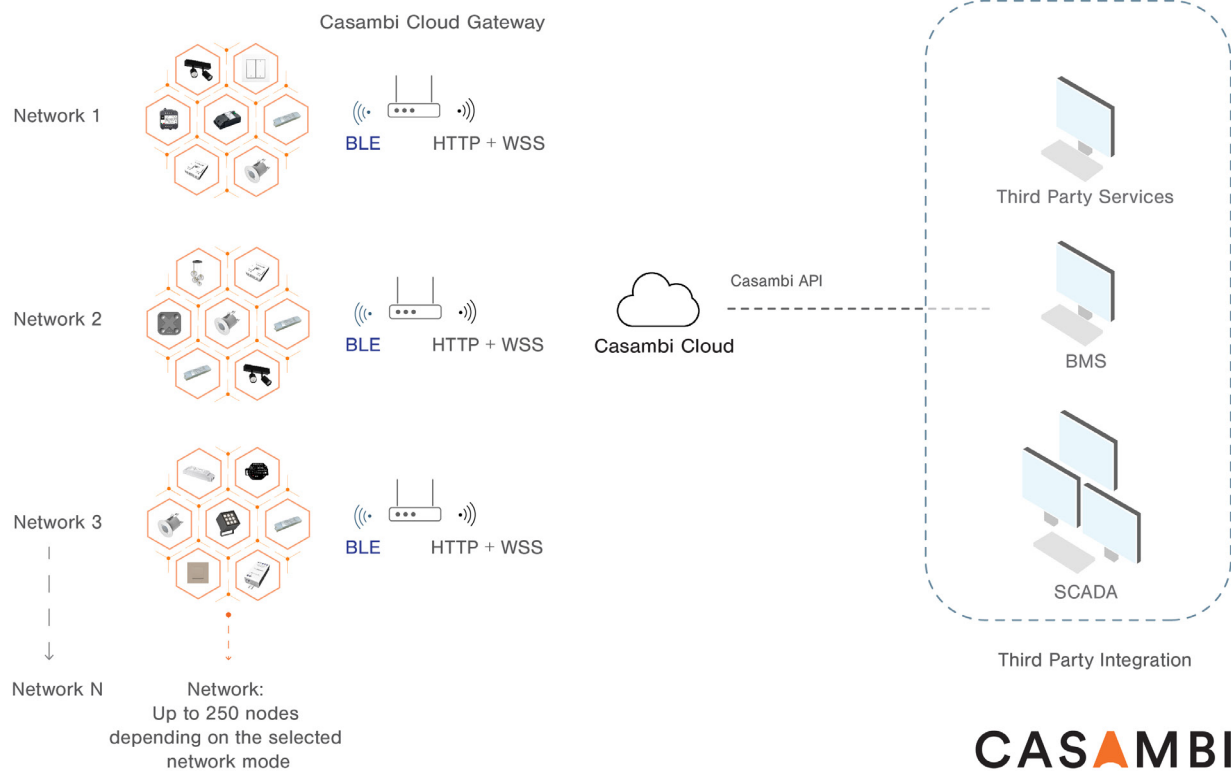 Casambi Cloud Gateway
Network 1
BLE
HTTP + WSS
Third Party Services
Network 2
BLE
HTTP + WSS
Casambi Cloud
Casambi API
BMS
Network 3
BLE
HTTP + WSS
SCADA
Third Party Integration
Network N
Network:
Up to 250 nodes
depending on the selected
network mode
CASAMBI